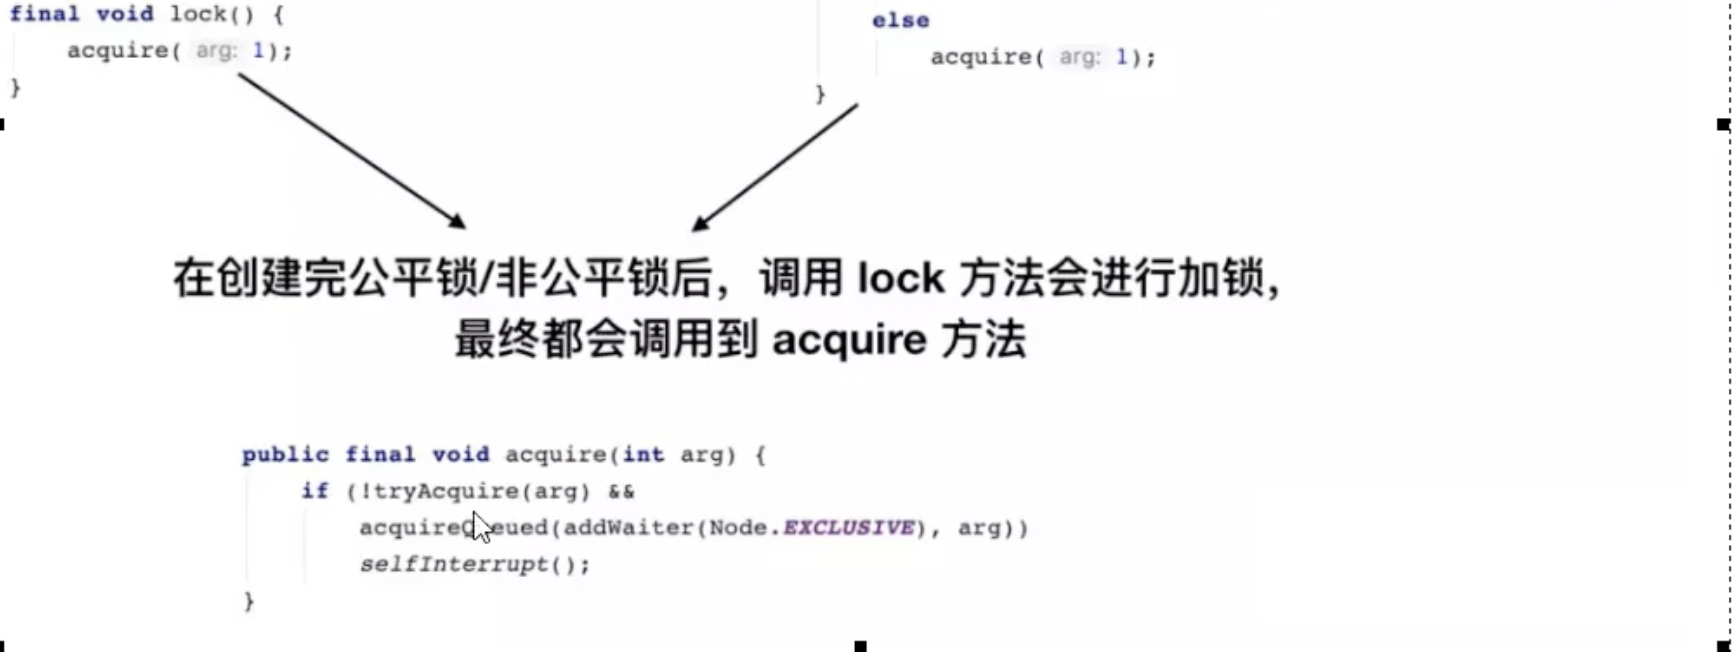 final void lock() {
acquire( arg: 1);
}
else
acquire( arg: 1);
}
在创建完公平锁/非公平锁后，调用 lock 方法会进行加锁，
最终都会调用到 acquire 方法
public final void acquire(int arg) {
if (!tryAcquire(arg) &&
acquireQueued(addWaiter(Node.EXCLUSIVE), arg))
selfInterrupt();
}